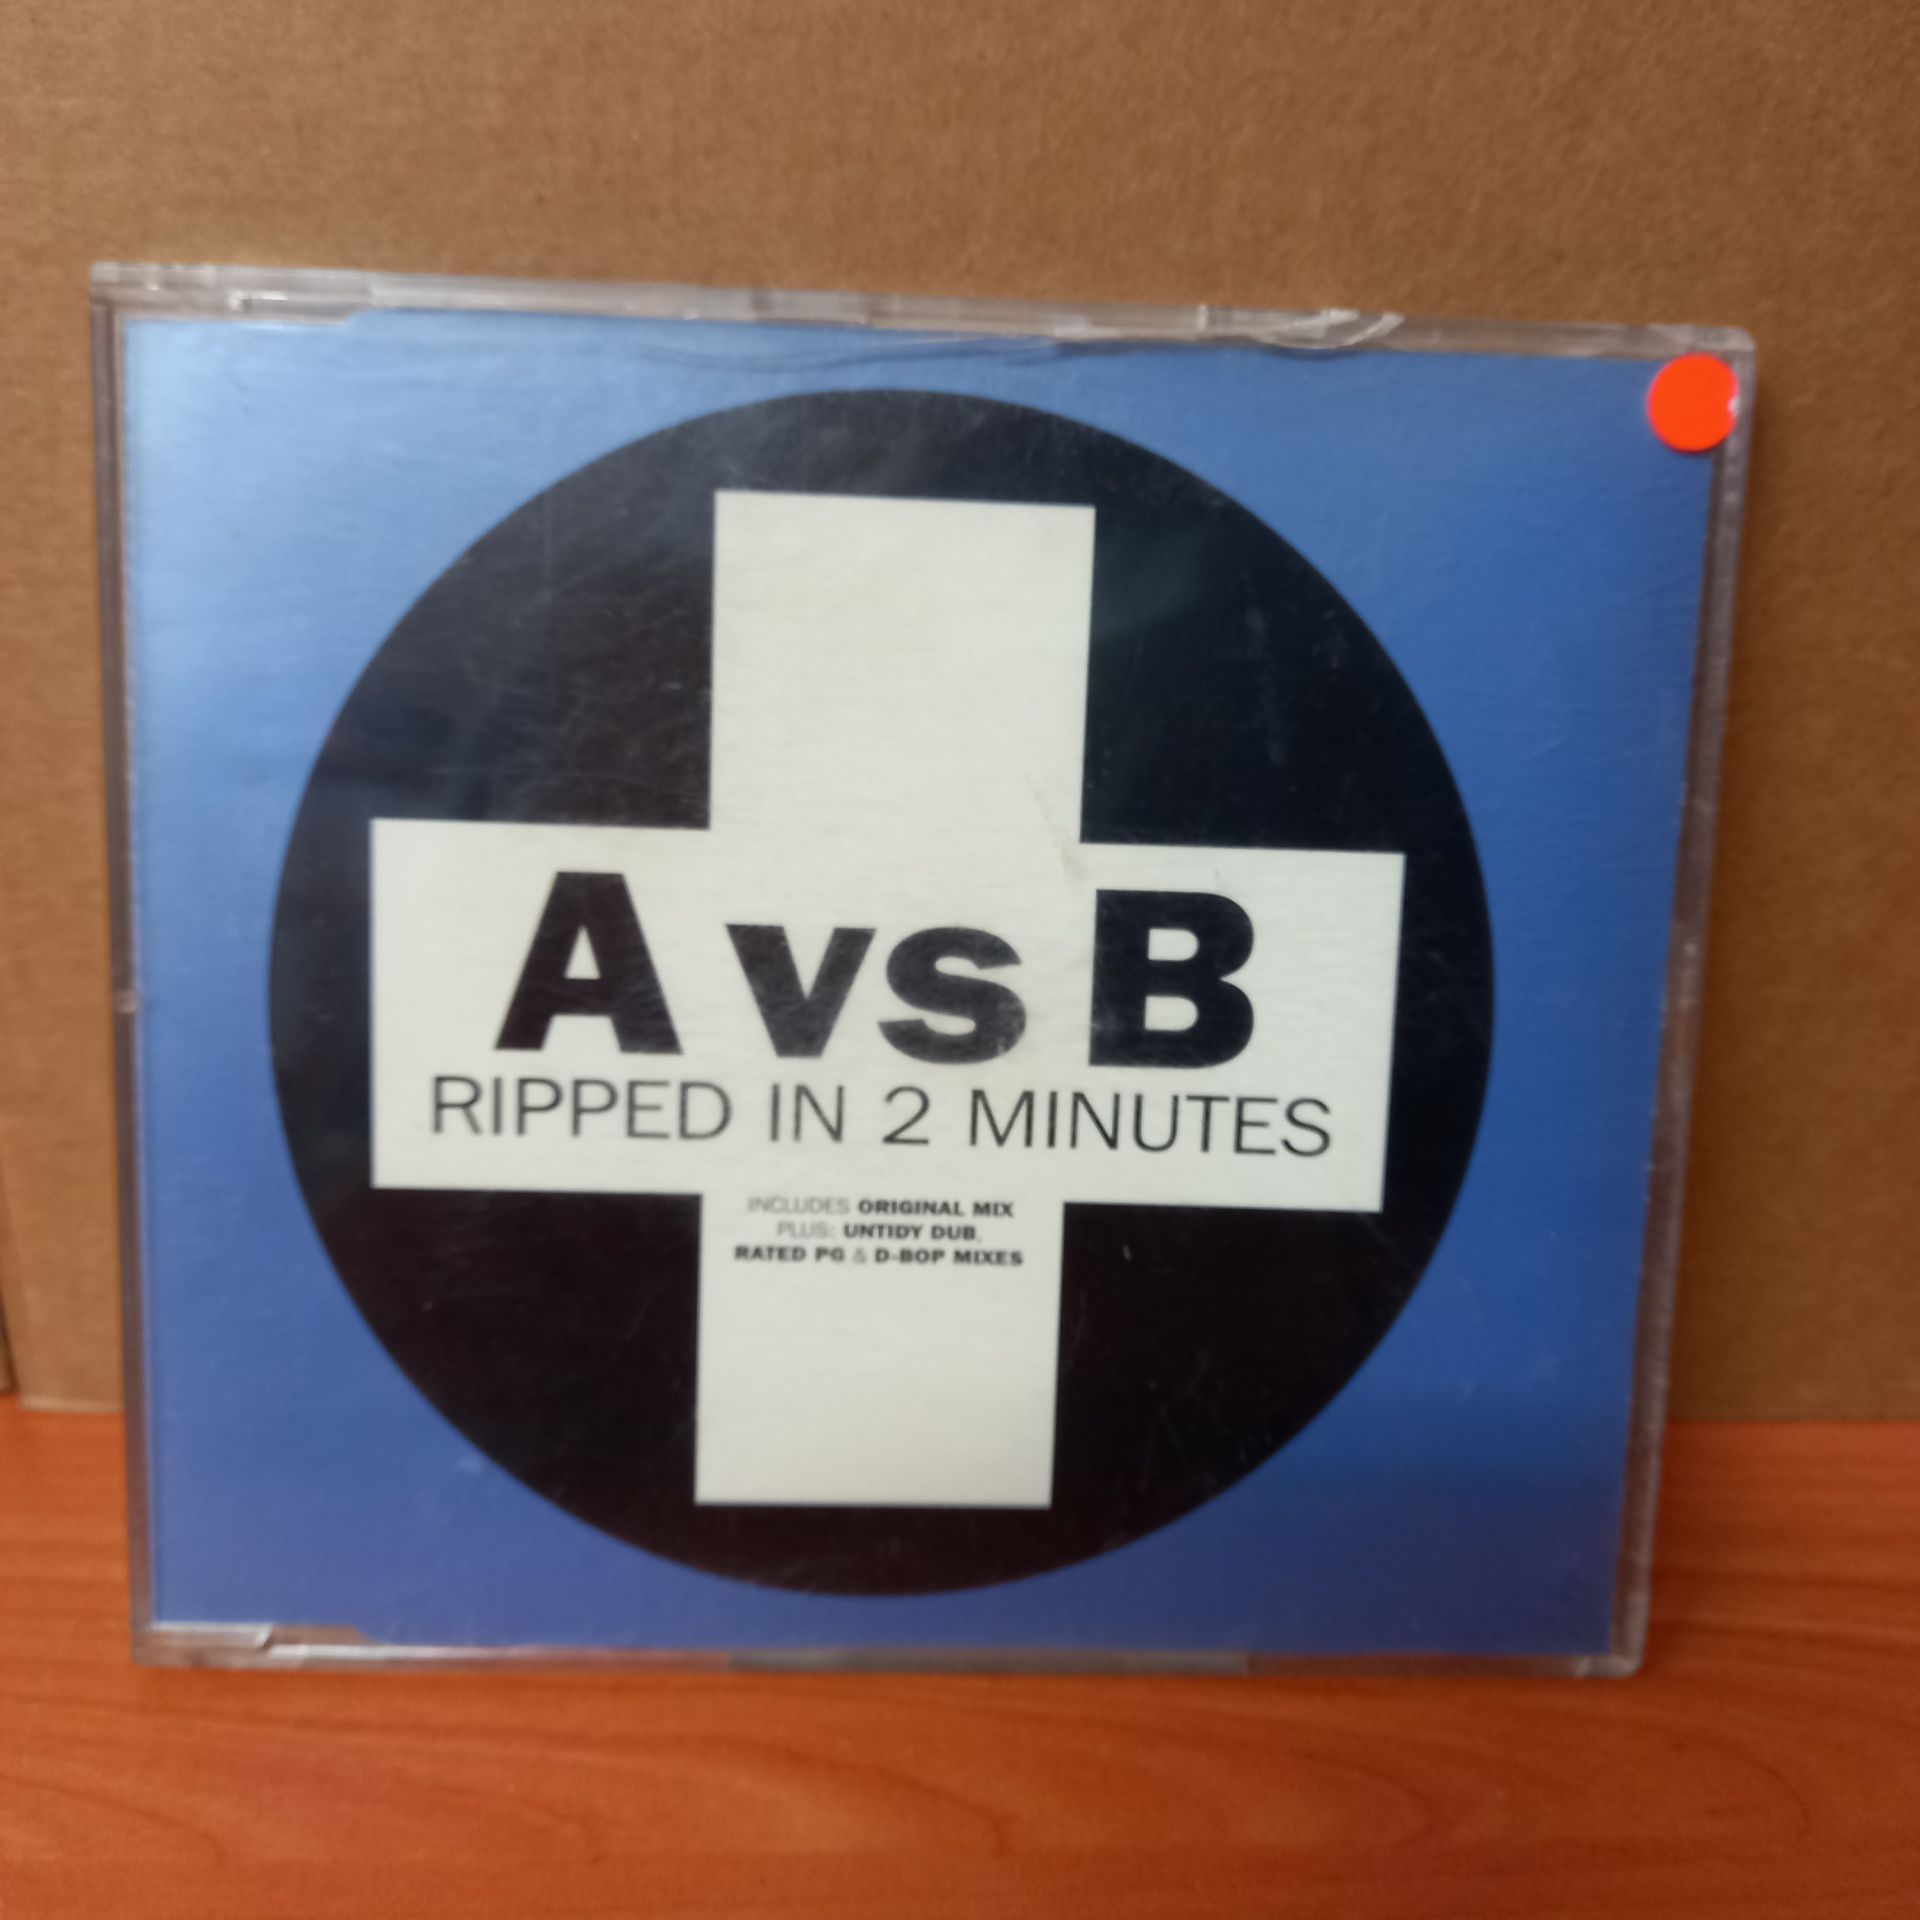 A vs B
RIPPED IN 2 MINUTES
INCLUDES ORIGINAL MIX
PLUS: UNTIDY DUB,
RATED PG & D-BOP MIXES